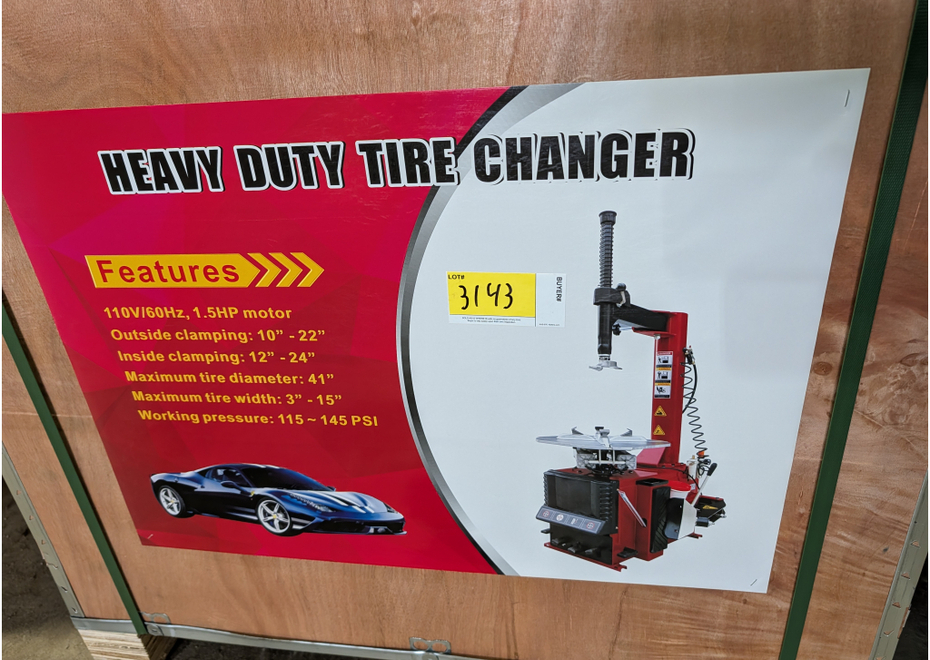 HEAVY DUTY TIRE CHANGER
Features
110V/60Hz, 1.5HP motor
Outside clamping: 10” - 22”
Inside clamping: 12” - 24”
Maximum tire diameter: 41”
Maximum tire width: 3” - 15”
Working pressure: 115 ~ 145 PSI
LOT#
3143
BUYER#